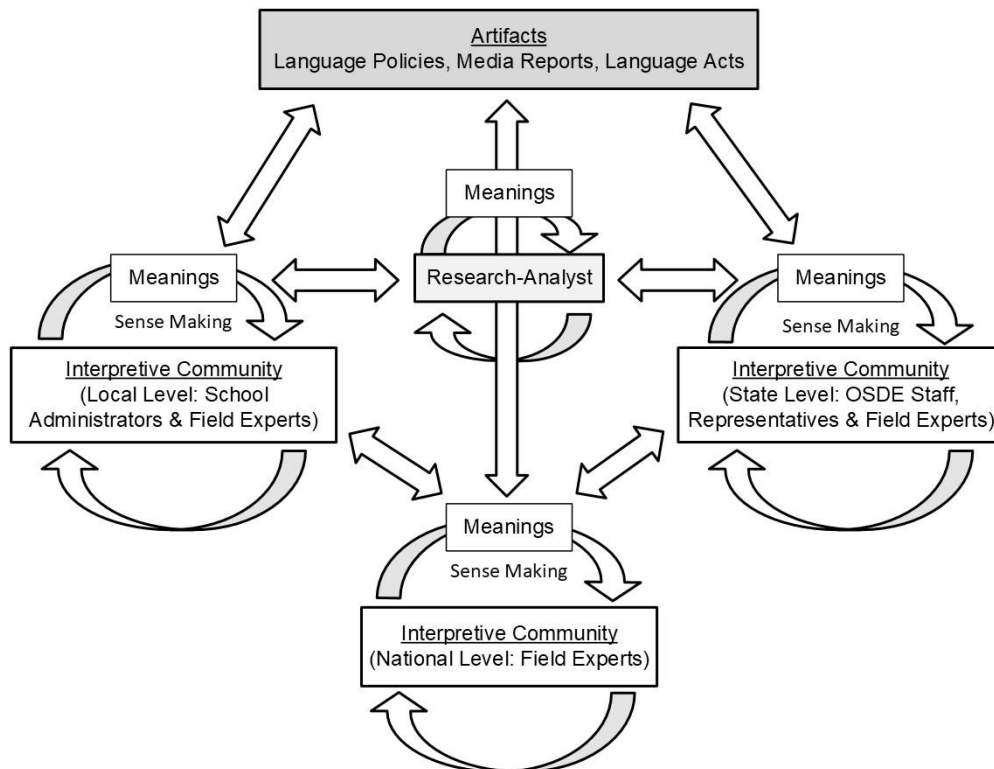 Artifacts
Language Policies, Media Reports, Language Acts
Meanings
Meanings
Research-Analyst
Meanings
Sense Making
Sense Making
Interpretive Community
(Local Level: School
Administrators & Field Experts)
Interpretive Community
(State Level: OSDE Staff,
Representatives & Field Experts)
Meanings
Sense Making
Interpretive Community
(National Level: Field Experts)